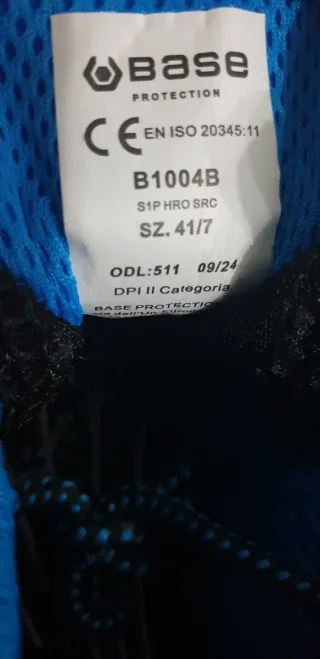 BASE
PROTECTION
CE EN ISO 20345:11
B1004B
S1P HRO SRC
SZ. 41/7
ODL:511 09/24
DPI II Categoria
BASE PROTECTIO